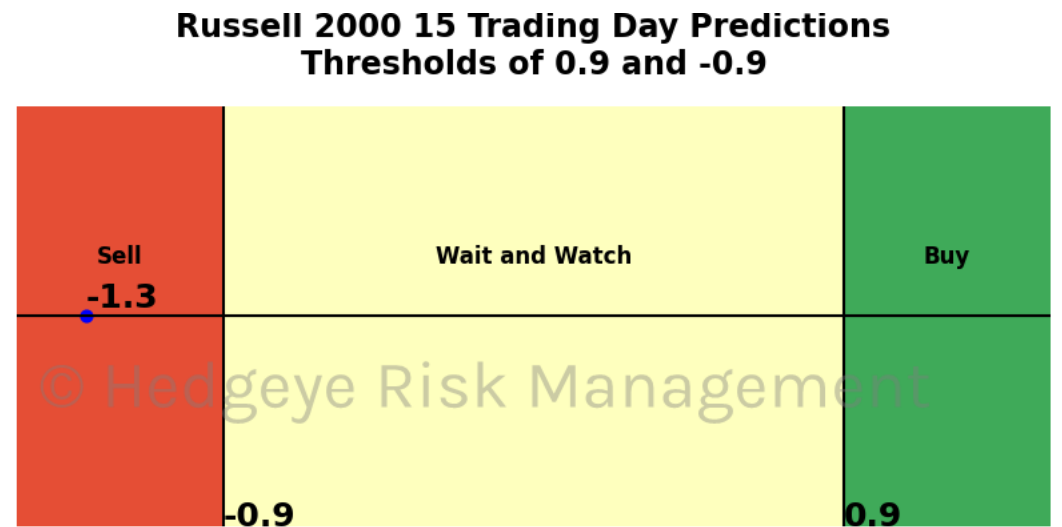 Russell 2000 15 Trading Day Predictions
Thresholds of 0.9 and -0.9
Sell
Wait and Watch
Buy
-1.3
© Hedgeye Risk Management
-0.9
0.9